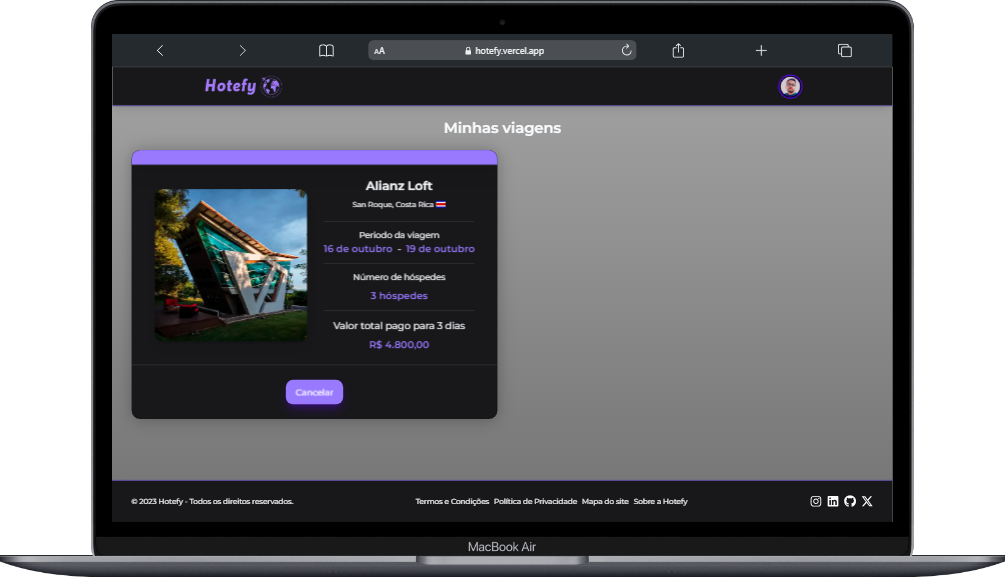 AA
hotefy.vercel.app
Hotefy
Minhas viagens
Alianz Loft
San Roque, Costa Rica
Periodo da viagem
16 de outubro - 19 de outubro
Número de hóspedes
3 hóspedes
Valor total pago para 3 dias
R$ 4.800,00
Cancelar
© 2023 Hotefy - Todos os direitos reservados.
Termos e Condições Política de Privacidade Mapa do site Sobre a Hotefy
MacBook Air